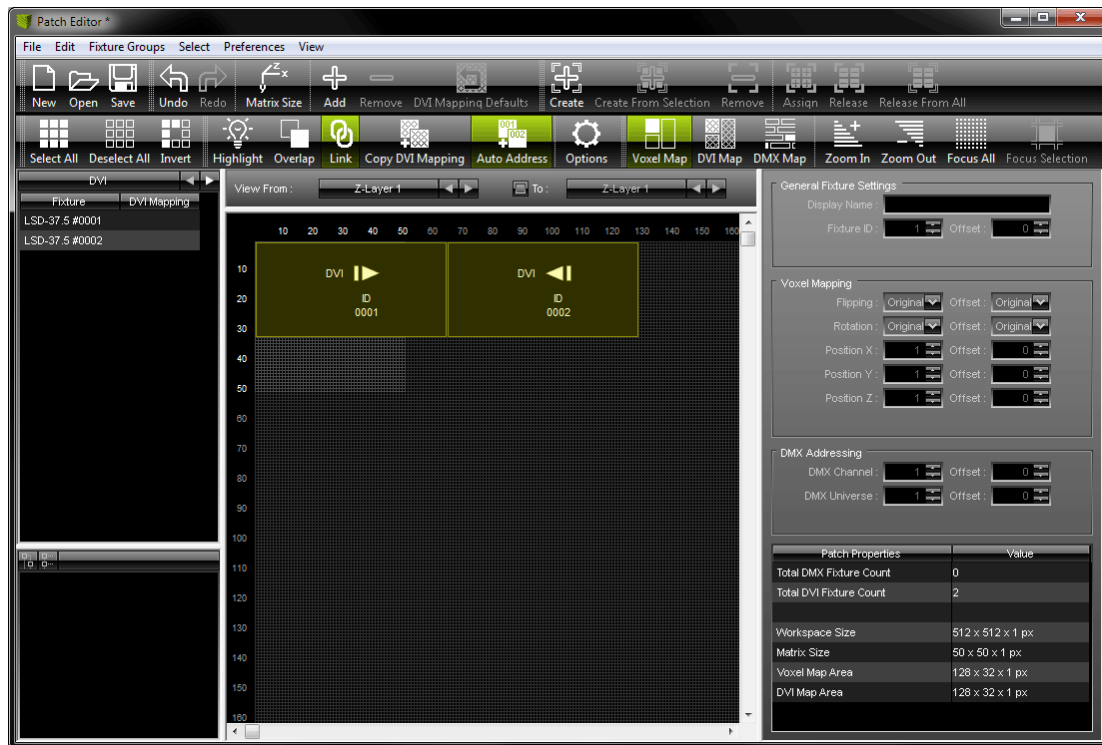 Patch Editor *
File Edit Fixture Groups Select Preferences View
New Open Save Undo Redo Matrix Size Add Remove DVI Mapping Defaults Create Create From Selection Remove Assign Release Release From All
Select All Deselect All Invert Highlight Overlap Link Copy DVI Mapping Auto Address Options Voxel Map DVI Map DMX Map Zoom In Zoom Out Focus All Focus Selection
DVI
Fixture DVI Mapping
LSD-37.5 #0001
LSD-37.5 #0002
View From : Z-Layer 1 To : Z-Layer 1
10 20 30 40 50 60 70 80 90 100 110 120 130 140 150 160
10
20
30
40
50
60
70
80
90
100
110
120
130
140
150
160
DVI
ID
0001
DVI
ID
0002
General Fixture Settings
Display Name :
Fixture ID : 1 Offset : 0
Voxel Mapping
Flipping : Original Offset : Original
Rotation : Original Offset : Original
Position X : 1 Offset : 0
Position Y : 1 Offset : 0
Position Z : 1 Offset : 0
DMX Addressing
DMX Channel : 1 Offset : 0
DMX Universe : 1 Offset : 0
Patch Properties Value
Total DMX Fixture Count 0
Total DVI Fixture Count 2
Workspace Size 512 x 512 x 1 px
Matrix Size 50 x 50 x 1 px
Voxel Map Area 128 x 32 x 1 px
DVI Map Area 128 x 32 x 1 px